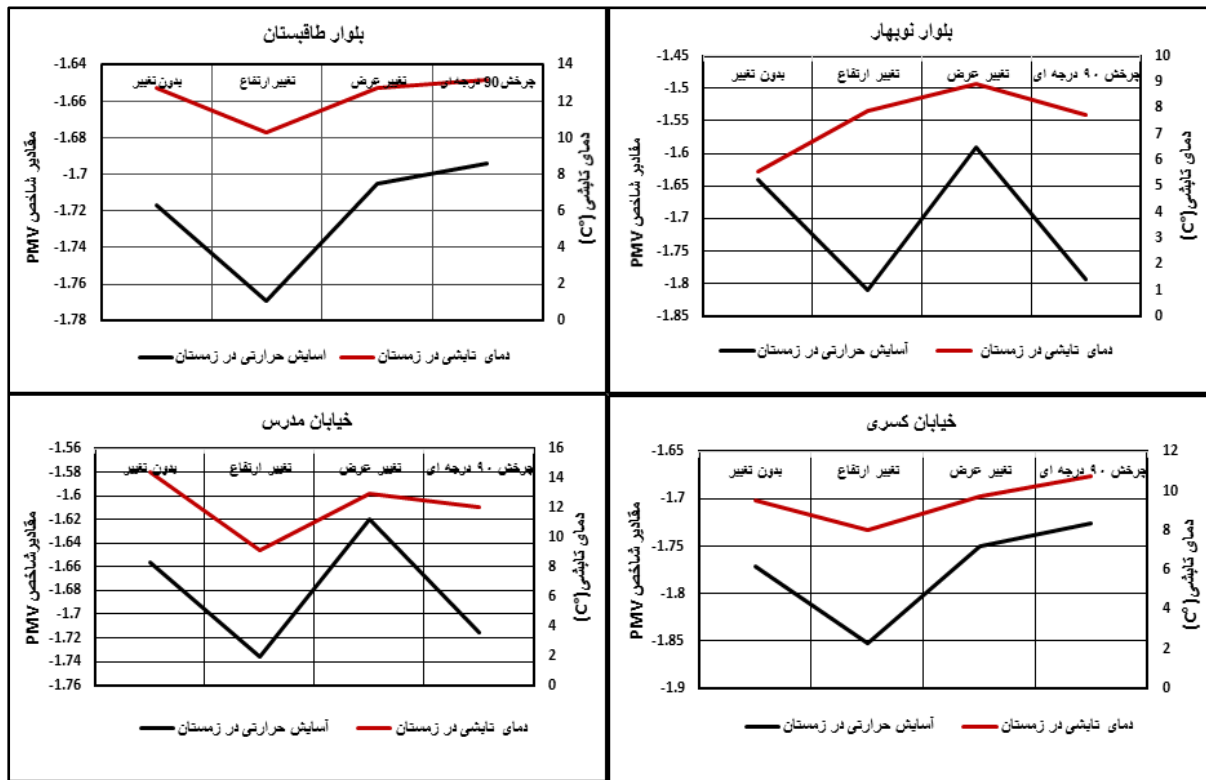 بلوار طاقبستان
-1.64
-1.66
-1.68
-1.7
-1.72
-1.74
-1.76
-1.78
مقادیر شاخص PMV
بدون تغییر
تغییر ارتفاع
تغییر عرض
چرخش 90 درجه ای
14
12
10
8
6
4
2
0
دمای تابشی (C°)
اسایش حرارتی در زمستان
دمای تابشی در زمستان
بلوار نوبهار
-1.45
-1.5
-1.55
-1.6
-1.65
-1.7
-1.75
-1.8
-1.85
مقادیر شاخص PMV
بدون تغییر
تغییر ارتفاع
تغییر عرض
چرخش ۹۰ درجه ای
10
9
8
7
6
5
4
3
2
1
0
دمای تابشی (C°)
آسایش حرارتی در زمستان
دمای تابشی در زمستان
خیابان مدرس
-1.56
-1.58
-1.6
-1.62
-1.64
-1.66
-1.68
-1.7
-1.72
-1.74
-1.76
مقادیرشاخص PMV
بدون تغییر
تغییر ارتفاع
تغییر عرض
چرخش ۹۰ درجه ای
16
14
12
10
8
6
4
2
0
دمای تابشی (C°)
آسایش حرارتی در زمستان
دمای تابشی در زمستان
خیابان کسری
-1.65
-1.7
-1.75
-1.8
-1.85
-1.9
مقادیر شاخص PMV
بدون تغییر
تغییر ارتفاع
تغییر عرض
چرخش ۹۰ درجه ای
12
10
8
6
4
2
0
دمای تابشی (C°)
آسایش حرارتی در زمستان
دمای تابشی در زمستان